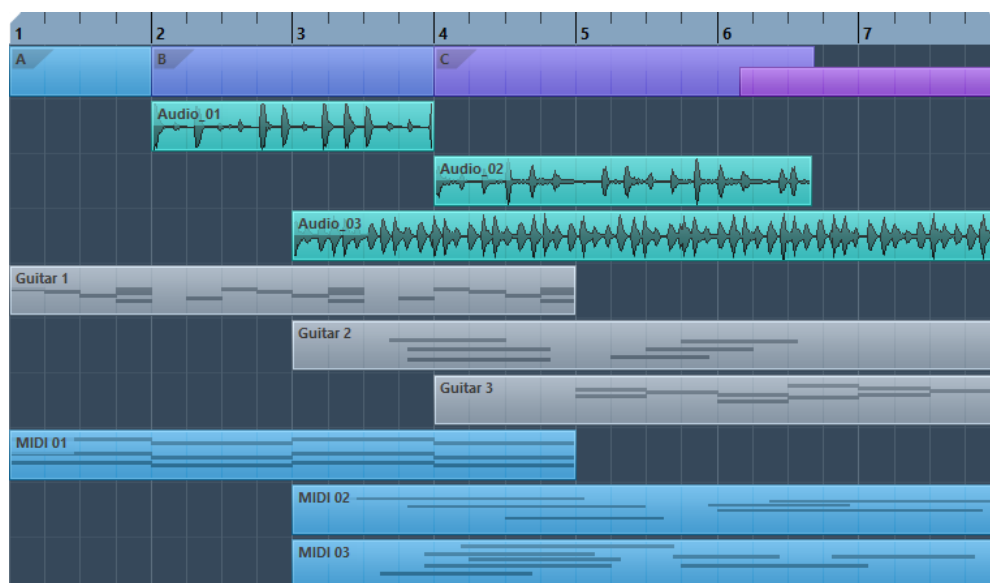 1 2 3 4 5 6 7
A B C
Audio_01
Audio_02
Audio_03
Guitar 1
Guitar 2
Guitar 3
MIDI 01
MIDI 02
MIDI 03